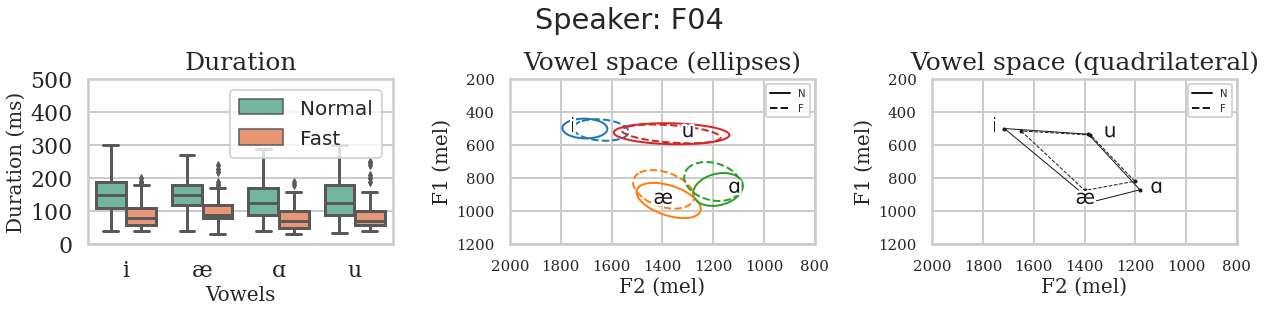 Speaker: F04
Duration
500
400
300
200
100
0
Duration (ms)
Normal
Fast
i æ ɑ u
Vowels
Vowel space (ellipses)
200
400
600
800
1000
1200
F1 (mel)
N
F
i
u
æ
ɑ
2000 1800 1600 1400 1200 1000 800
F2 (mel)
Vowel space (quadrilateral)
200
400
600
800
1000
1200
F1 (mel)
N
F
i
u
æ
ɑ
2000 1800 1600 1400 1200 1000 800
F2 (mel)